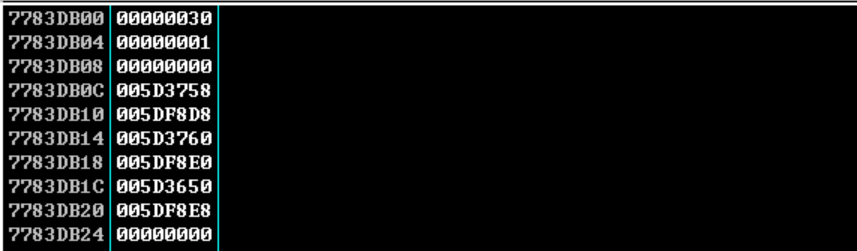 7783DB00 00000030
7783DB04 00000001
7783DB08 00000000
7783DB0C 005D3758
7783DB10 005DF8D8
7783DB14 005D3760
7783DB18 005DF8E0
7783DB1C 005D3650
7783DB20 005DF8E8
7783DB24 00000000